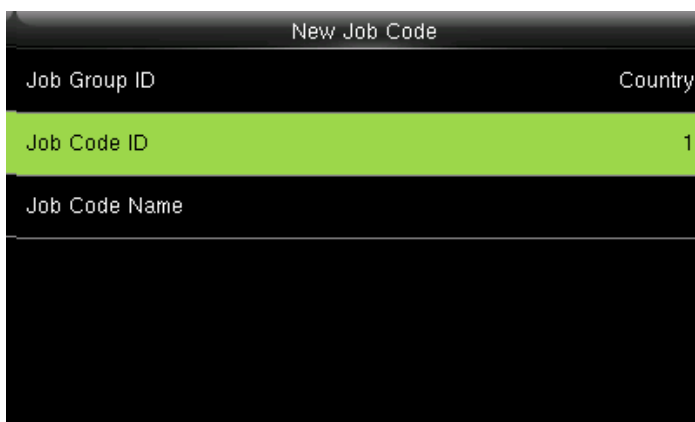 New Job Code
Job Group ID Country
Job Code ID 1
Job Code Name